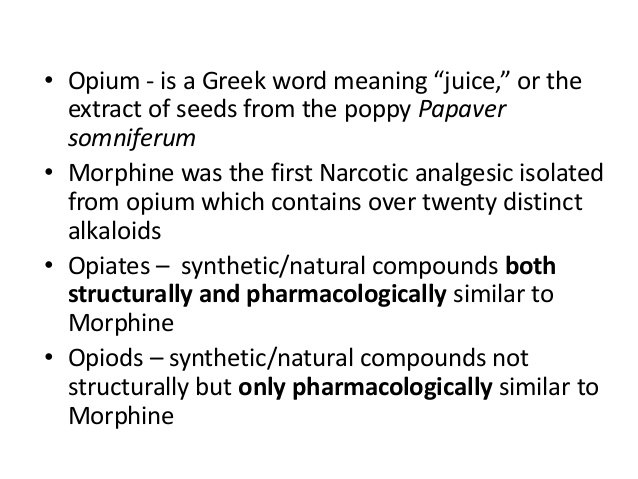 • Opium - is a Greek word meaning “juice,” or the
extract of seeds from the poppy Papaver
somniferum
• Morphine was the first Narcotic analgesic isolated
from opium which contains over twenty distinct
alkaloids
• Opiates – synthetic/natural compounds both
structurally and pharmacologically similar to
Morphine
• Opiods – synthetic/natural compounds not
structurally but only pharmacologically similar to
Morphine